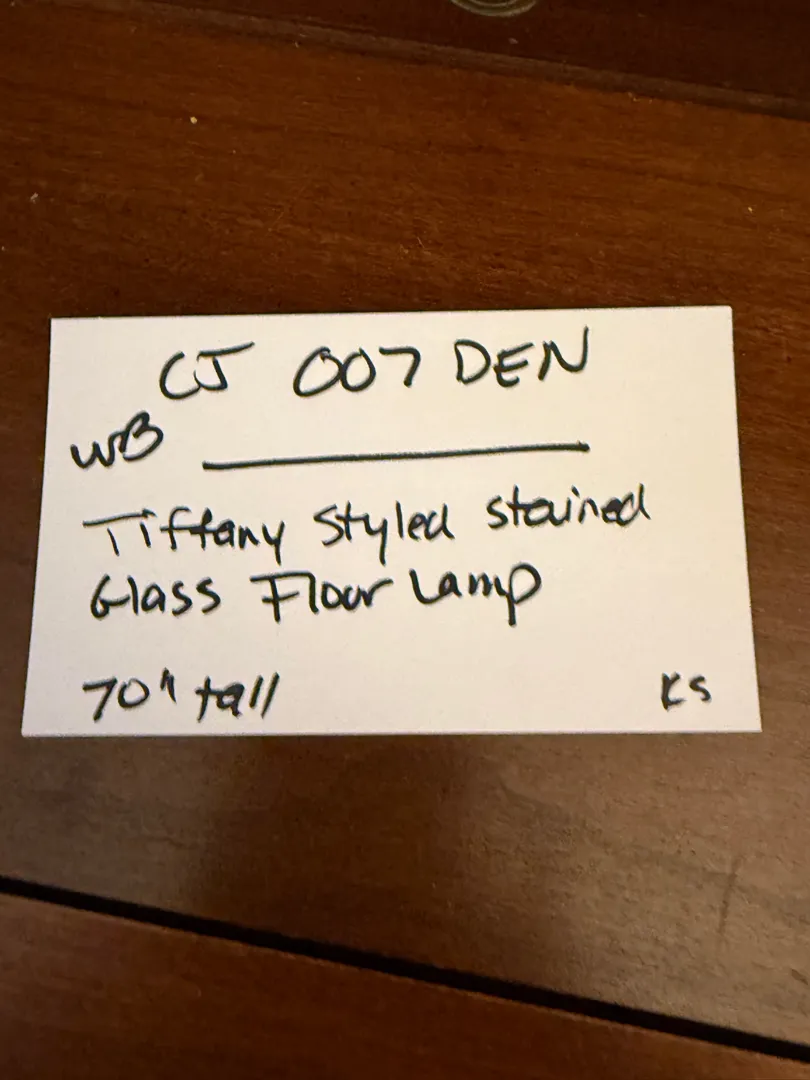 CJ 007 DEN
WB
Tiffany Styled stained
Glass Floor Lamp
70" tall
KS